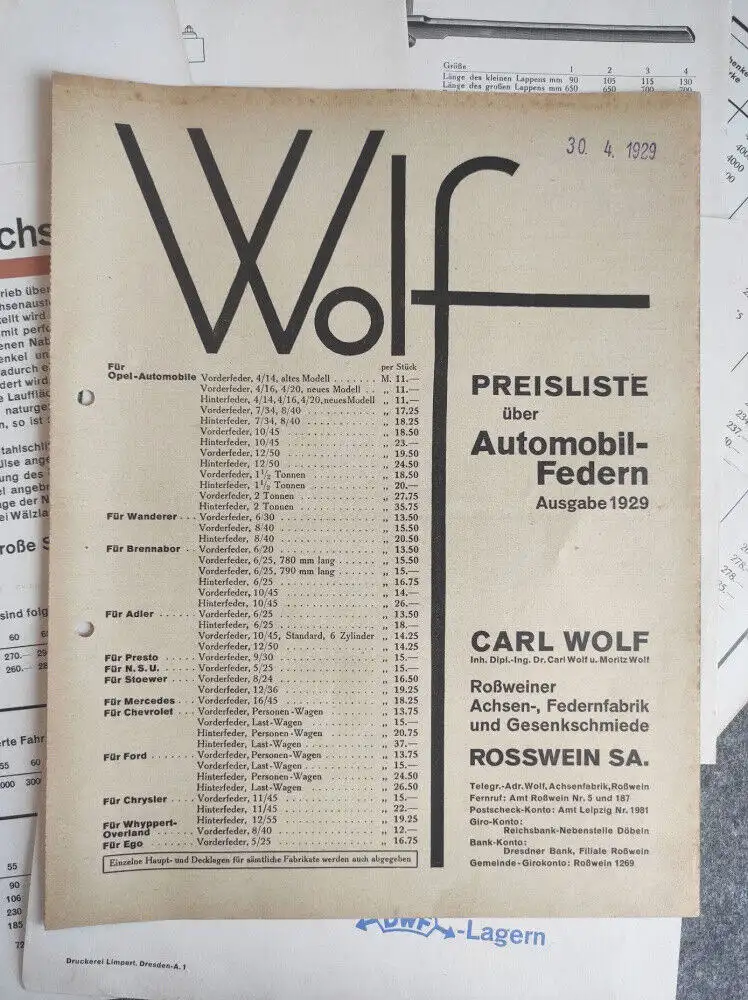 Größe 1 2 3 4
Länge des kleinen Lappens mm 90 105 115 130
Länge des großen Lappens mm 650 650 700 700
Wolf
30. 4. 1929
Für per Stück
Opel-Automobile Vorderfeder, 4/14, altes Modell . . . . . . . M. 11.—
Vorderfeder, 4/16, 4/20, neues Modell . . „ 11.—
Hinterfeder, 4/14, 4/16, 4/20, neues Modell „ 11.—
Vorderfeder, 7/34, 8/40 „ 17.25
Hinterfeder, 7/34, 8/40 „ 18.25
Vorderfeder, 10/45 „ 18.50
Hinterfeder, 10/45 „ 23.—
Vorderfeder, 12/50 „ 19.50
Hinterfeder, 12/50 „ 24.50
Vorderfeder, 1 1/2 Tonnen „ 18.50
Hinterfeder, 1 1/2 Tonnen „ 20.—
Vorderfeder, 2 Tonnen „ 27.75
Hinterfeder, 2 Tonnen „ 35.75
Für Wanderer . . . Vorderfeder, 6/30 „ 13.50
Vorderfeder, 8/40 „ 15.50
Hinterfeder, 8/40 „ 20.50
Für Brennabor . . Vorderfeder, 6/20 „ 13.50
Vorderfeder, 6/25, 780 mm lang „ 15.50
Vorderfeder, 6/25, 790 mm lang „ 15.—
Hinterfeder, 6/25 „ 16.75
Vorderfeder, 10/45 „ 14.—
Hinterfeder, 10/45 „ 26.—
Für Adler . . . . . . Vorderfeder, 6/25 „ 13.50
Hinterfeder, 6/25 „ 18.—
Vorderfeder, 10/45, Standard, 6 Zylinder „ 14.25
Vorderfeder, 12/50 „ 14.25
Für Presto . . . . . Vorderfeder, 9/30 „ 15.—
Für N.S.U. . . . . . Vorderfeder, 5/25 „ 15.—
Für Stoewer . . . . Vorderfeder, 8/24 „ 16.50
Vorderfeder, 12/36 „ 19.25
Für Mercedes . . . Vorderfeder, 16/45 „ 18.25
Für Chevrolet . . . Vorderfeder, Personen-Wagen „ 13.75
Vorderfeder, Last-Wagen „ 15.—
Hinterfeder, Personen-Wagen „ 20.75
Hinterfeder, Last-Wagen „ 37.—
Für Ford . . . . . . Vorderfeder, Personen-Wagen „ 13.75
Vorderfeder, Last-Wagen „ 15.—
Hinterfeder, Personen-Wagen „ 24.50
Hinterfeder, Last-Wagen „ 26.50
Für Chrysler . . . . Vorderfeder, 11/45 „ 15.—
Hinterfeder, 11/45 „ 22.—
Für Whyppert- Hinterfeder, 12/55 „ 19.25
Overland . . . . . Vorderfeder, 8/40 „ 12.—
Für Ego . . . . . . . Vorderfeder, 5/25 „ 16.75
Einzelne Haupt- und Decklagen für sämtliche Fabrikate werden auch abgegeben
PREISLISTE
über
Automobil-
Federn
Ausgabe 1929
CARL WOLF
Inh. Dipl.-Ing. Dr. Carl Wolf u. Moritz Wolf
Roßweiner
Achsen-, Federnfabrik
und Gesenkschmiede
ROSSWEIN SA.
Telegr.-Adr. Wolf, Achsenfabrik, Roßwein
Fernruf: Amt Roßwein Nr. 5 und 187
Postscheck-Konto: Amt Leipzig Nr. 1981
Giro-Konto:
Reichsbank-Nebenstelle Döbeln
Bank-Konto:
Dresdner Bank, Filiale Roßwein
Gemeinde-Girokonto: Roßwein 1269
DWF-Lagern
Druckerei Limpert, Dresden-A. 1